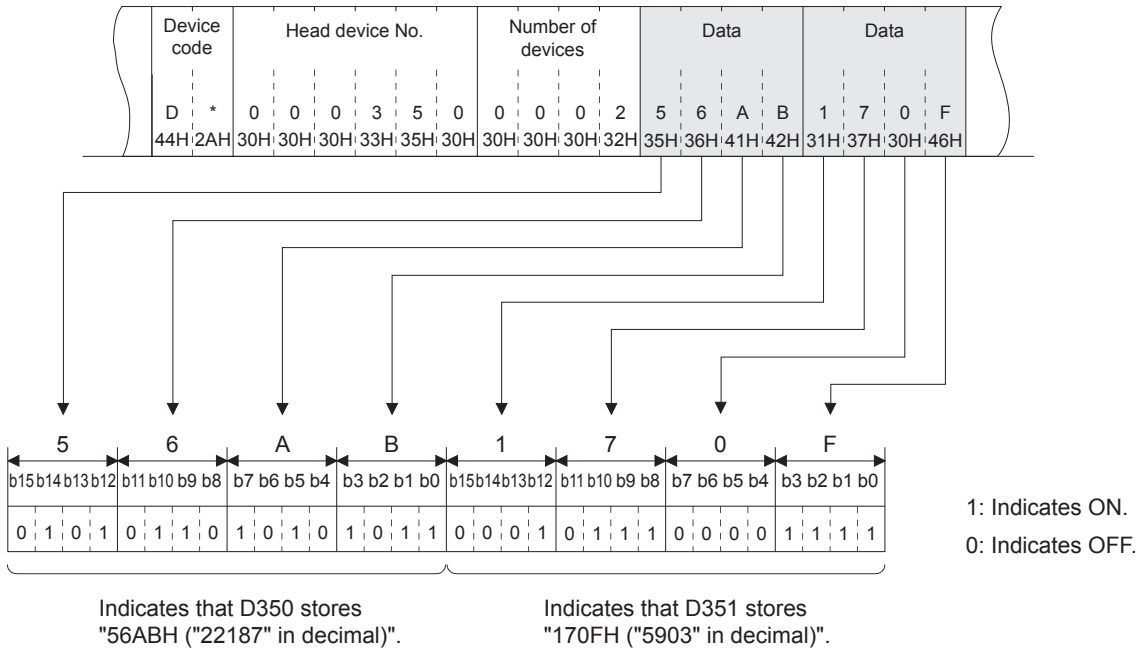 Device code Head device No. Number of devices Data Data
D * 0 0 0 3 5 0 0 0 0 2 5 6 A B 1 7 0 F
44H 2AH 30H 30H 30H 33H 35H 30H 30H 30H 30H 32H 35H 36H 41H 42H 31H 37H 30H 46H
5 6 A B 1 7 0 F
b15 b14 b13 b12 b11 b10 b9 b8 b7 b6 b5 b4 b3 b2 b1 b0 b15 b14 b13 b12 b11 b10 b9 b8 b7 b6 b5 b4 b3 b2 b1 b0
0 1 0 1 0 1 1 0 1 0 1 0 1 0 1 1 0 0 0 1 0 1 1 1 0 0 0 0 1 1 1 1
1: Indicates ON.
0: Indicates OFF.
Indicates that D350 stores
"56ABH ("22187" in decimal)".
Indicates that D351 stores
"170FH ("5903" in decimal)".